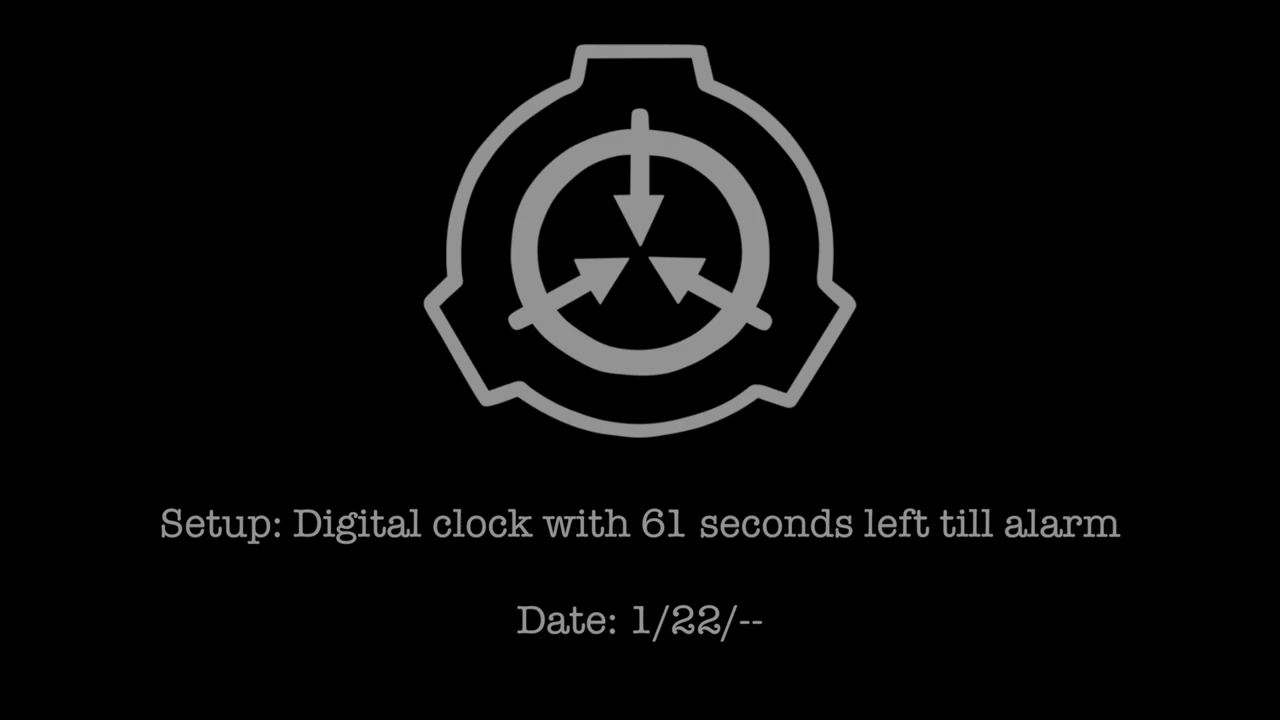 Setup: Digital clock with 61 seconds left till alarm
Date: 1/22/--